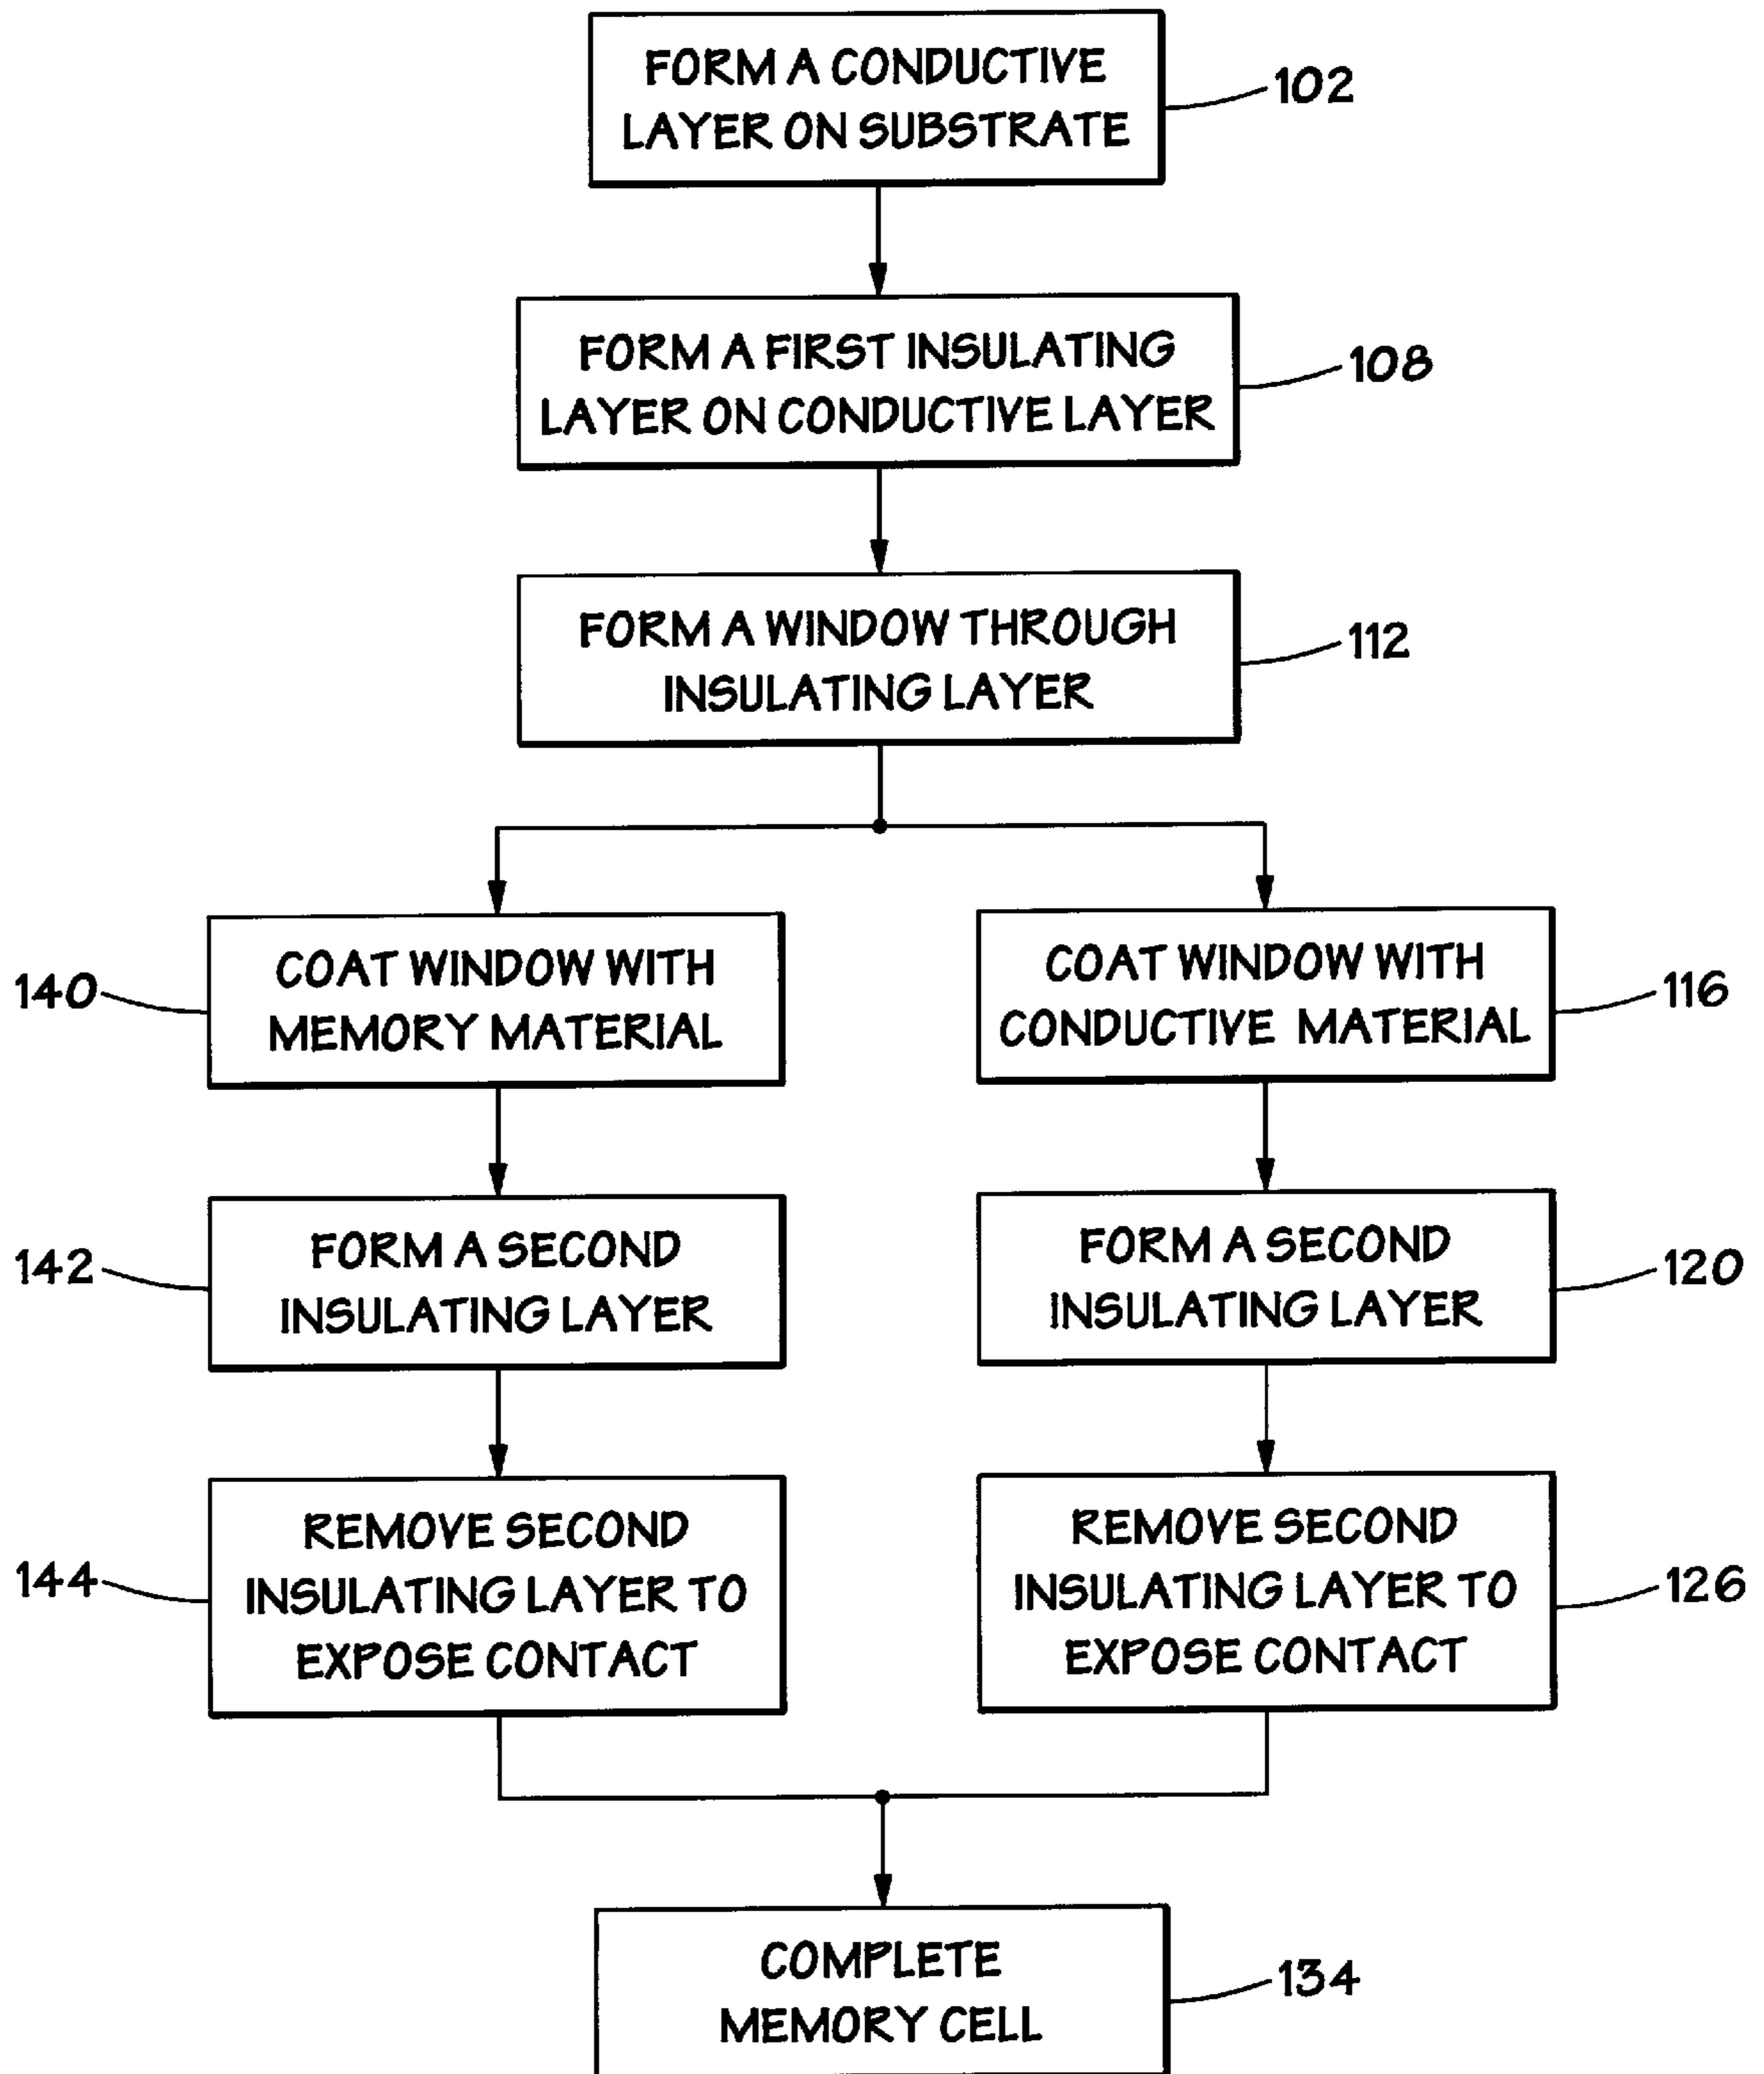 FORM A CONDUCTIVE
LAYER ON SUBSTRATE
102
FORM A FIRST INSULATING
LAYER ON CONDUCTIVE LAYER
108
FORM A WINDOW THROUGH
INSULATING LAYER
112
COAT WINDOW WITH
MEMORY MATERIAL
140
COAT WINDOW WITH
CONDUCTIVE MATERIAL
116
FORM A SECOND
INSULATING LAYER
142
FORM A SECOND
INSULATING LAYER
120
REMOVE SECOND
INSULATING LAYER TO
EXPOSE CONTACT
144
REMOVE SECOND
INSULATING LAYER TO
EXPOSE CONTACT
126
COMPLETE
MEMORY CELL
134